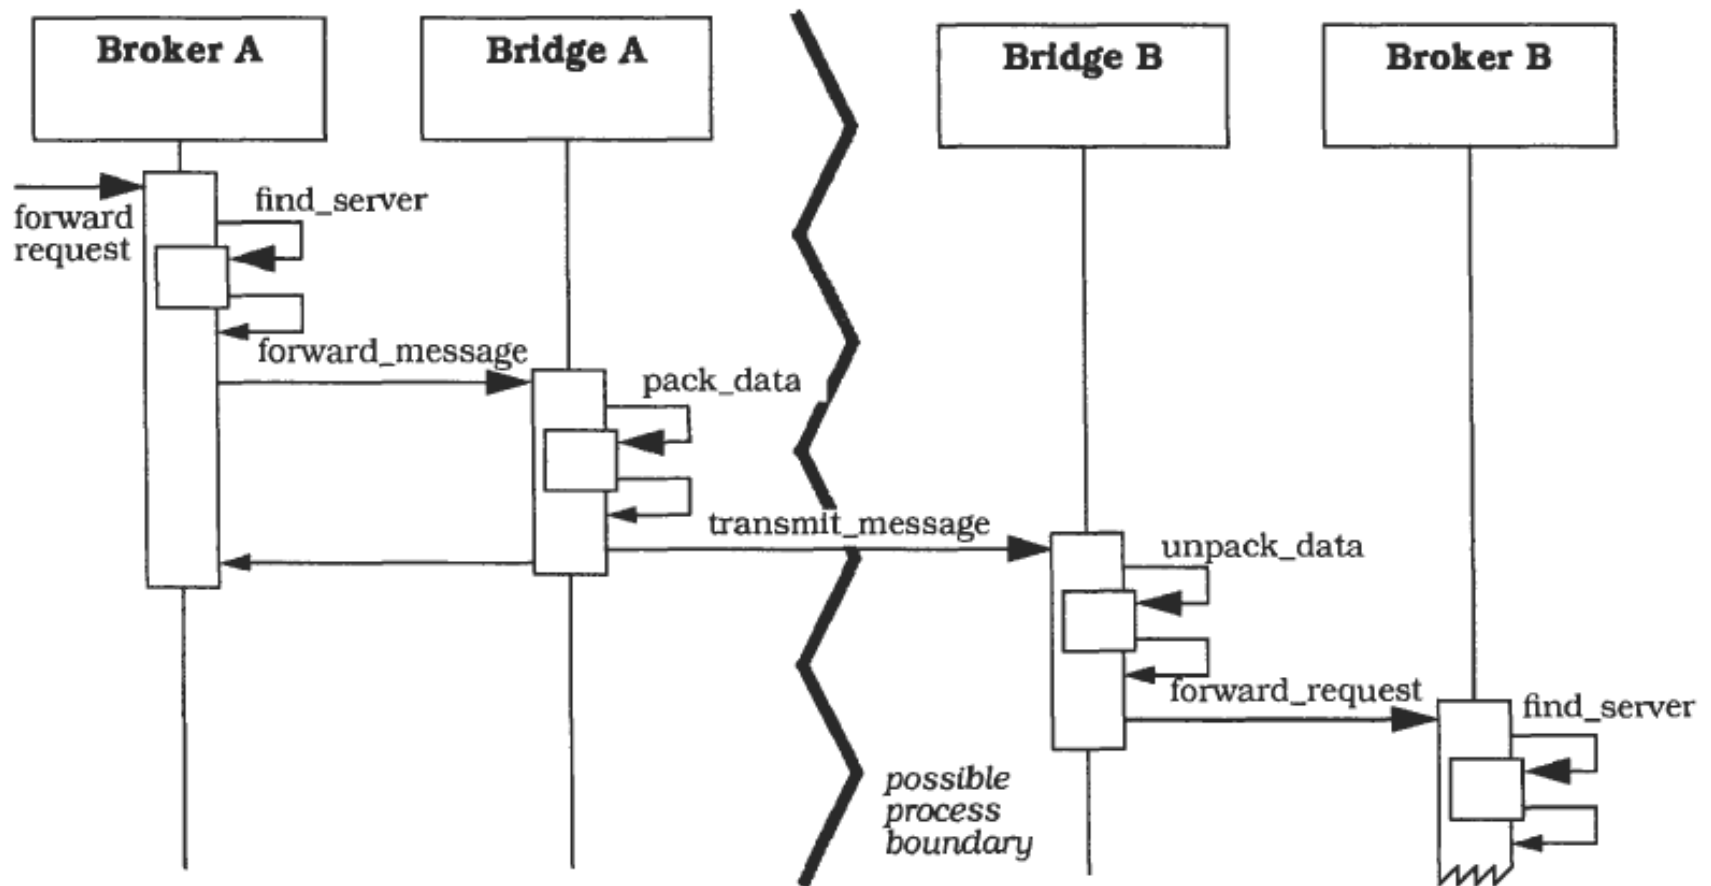 Broker A
Bridge A
Bridge B
Broker B
forward
request
find_server
forward_message
pack_data
transmit_message
unpack_data
forward_request
find_server
possible
process
boundary